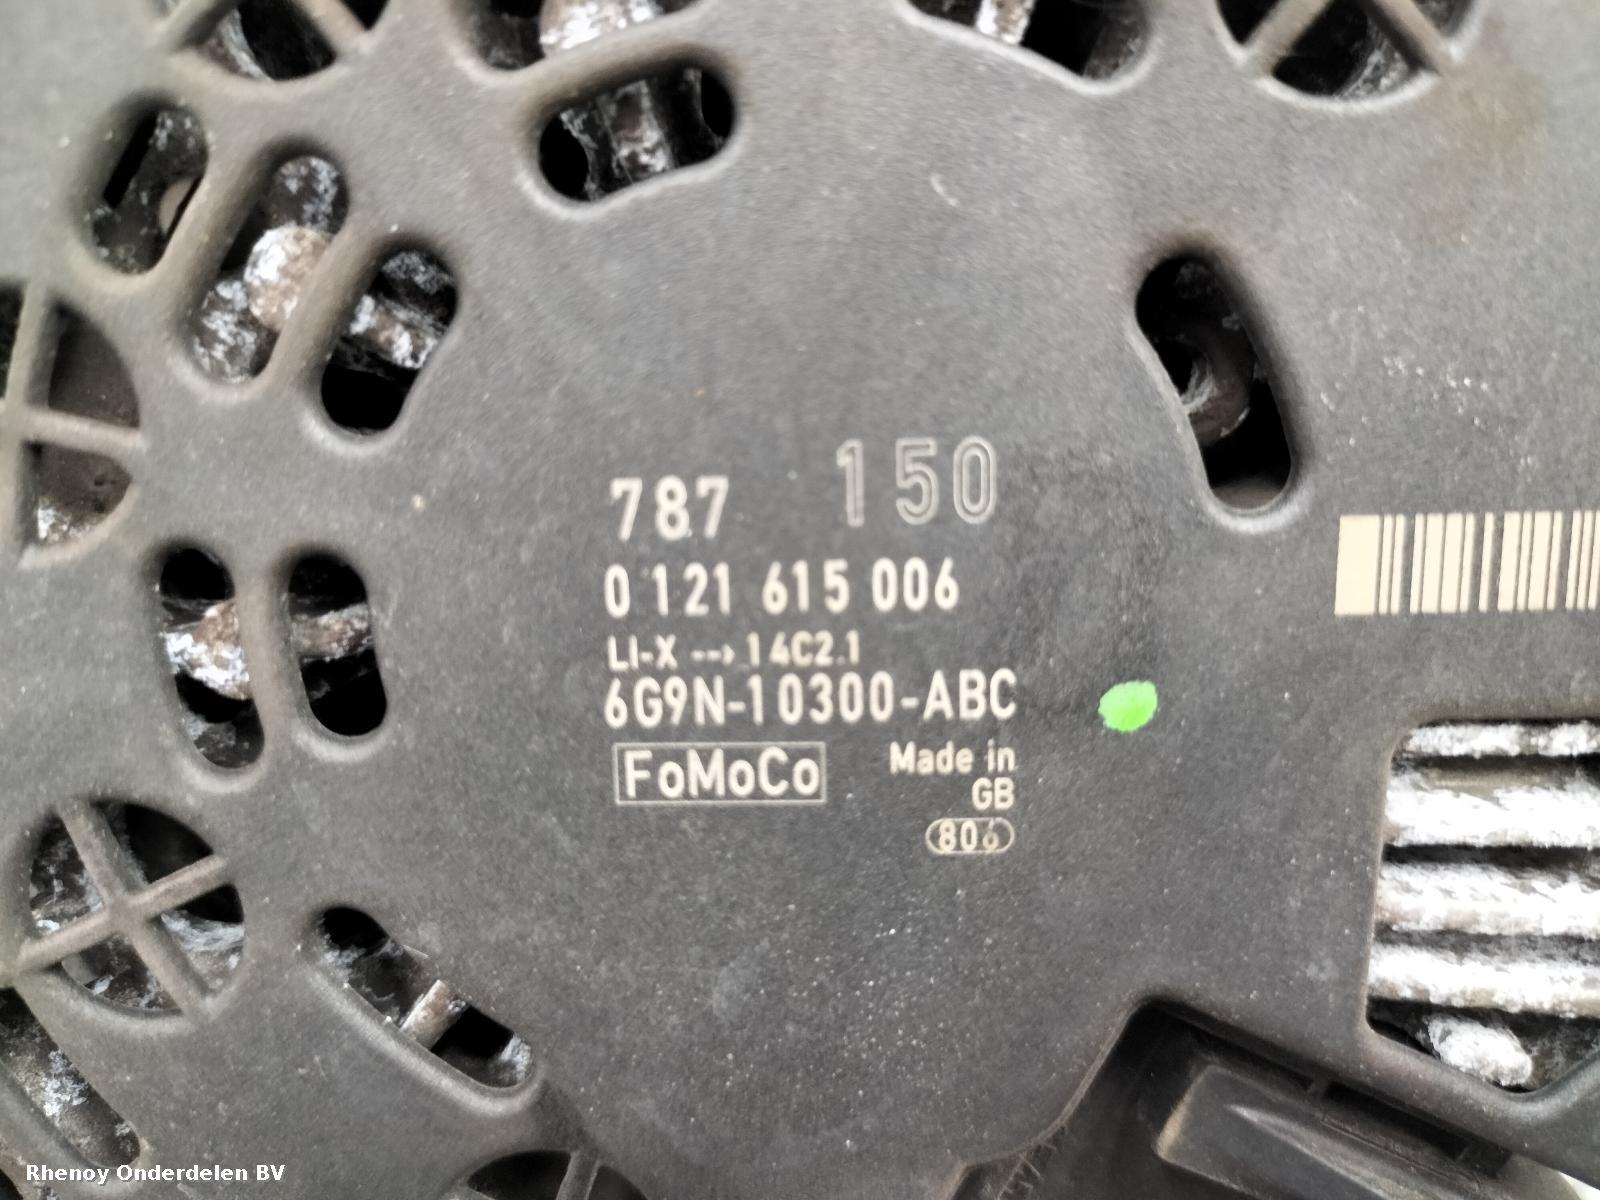 787 150
0 121 615 006
LI-X --> 14C2.1
6G9N-10300-ABC
FoMoCo
Made in
GB
806
Rhenoy Onderdelen BV